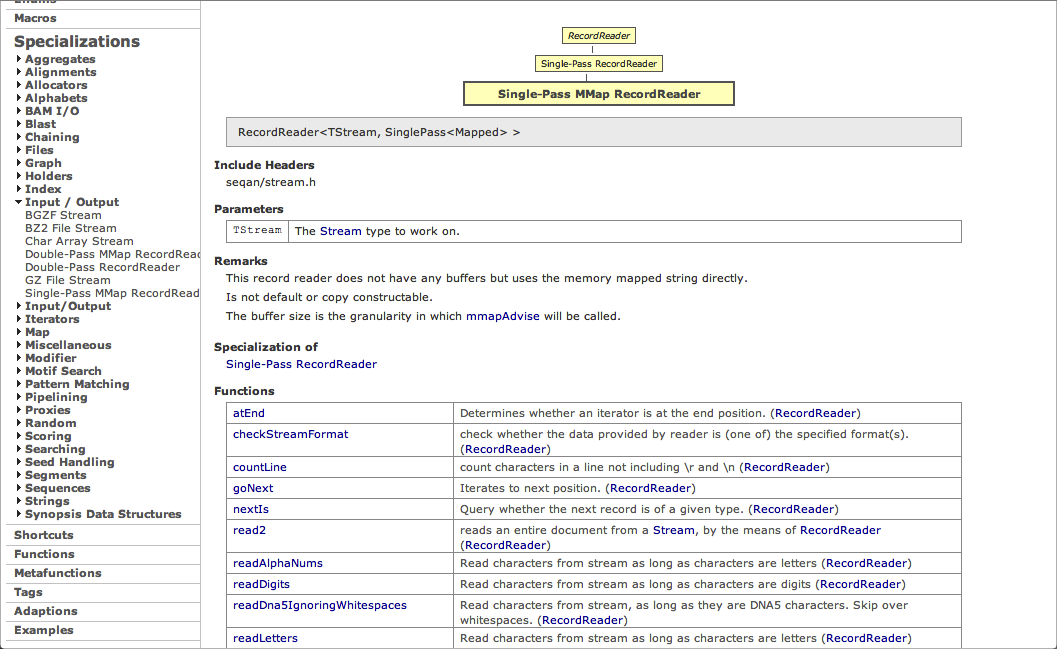 Enums
Macros
Specializations
Aggregates
Alignments
Allocators
Alphabets
BAM I/O
Blast
Chaining
Files
Graph
Holders
Index
Input / Output
BGZF Stream
BZ2 File Stream
Char Array Stream
Double-Pass MMap RecordReac
Double-Pass RecordReader
GZ File Stream
Single-Pass MMap RecordRead
Input/Output
Iterators
Map
Miscellaneous
Modifier
Motif Search
Pattern Matching
Pipelining
Proxies
Random
Scoring
Searching
Seed Handling
Segments
Sequences
Strings
Synopsis Data Structures
Shortcuts
Functions
Metafunctions
Tags
Adaptions
Examples
RecordReader
Single-Pass RecordReader
Single-Pass MMap RecordReader
RecordReader<TStream, SinglePass<Mapped> >
Include Headers
seqan/stream.h
Parameters
TStream The Stream type to work on.
Remarks
This record reader does not have any buffers but uses the memory mapped string directly.
Is not default or copy constructable.
The buffer size is the granularity in which mmapAdvise will be called.
Specialization of
Single-Pass RecordReader
Functions
atEnd Determines whether an iterator is at the end position. (RecordReader)
checkStreamFormat check whether the data provided by reader is (one of) the specified format(s).
(RecordReader)
countLine count characters in a line not including \r and \n (RecordReader)
goNext Iterates to next position. (RecordReader)
nextIs Query whether the next record is of a given type. (RecordReader)
read2 reads an entire document from a Stream, by the means of RecordReader
(RecordReader)
readAlphaNums Read characters from stream as long as characters are letters (RecordReader)
readDigits Read characters from stream as long as characters are digits (RecordReader)
readDna5IgnoringWhitespaces Read characters from stream, as long as they are DNA5 characters. Skip over
whitespaces. (RecordReader)
readLetters Read characters from stream as long as characters are letters (RecordReader)